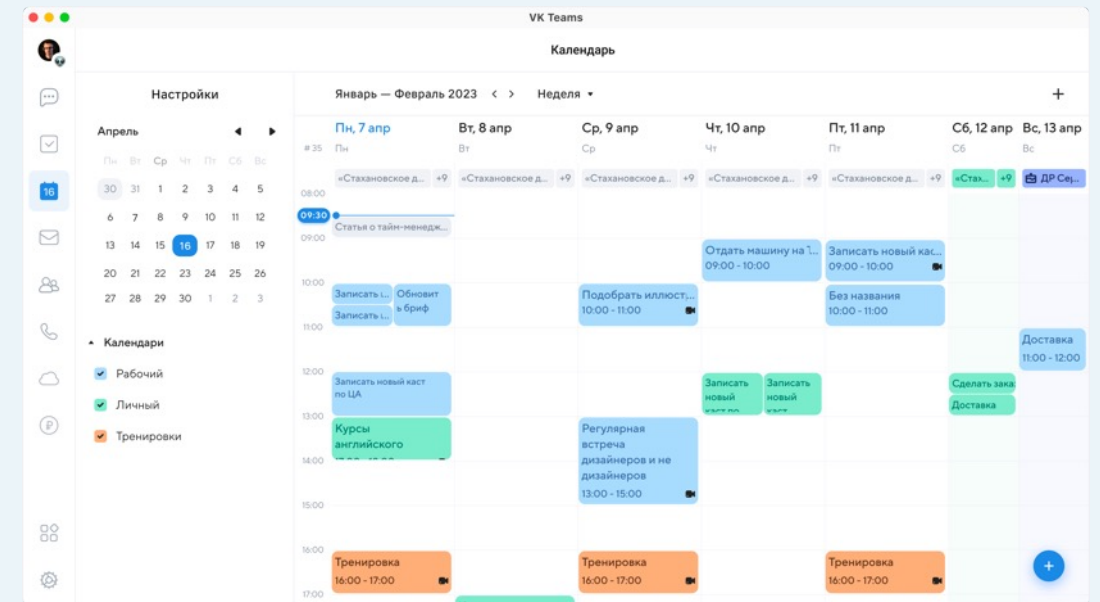 VK Teams
Календарь
Настройки
Январь — Февраль 2023
Неделя
Апрель
Пн Вт Ср Чт Пт Сб Вс
30 31 1 2 3 4 5
6 7 8 9 10 11 12
13 14 15 16 17 18 19
20 21 22 23 24 25 26
27 28 29 30 1 2 3
Календари
Рабочий
Личный
Тренировки
16
Пн, 7 апр
Вт, 8 апр
Ср, 9 апр
Чт, 10 апр
Пт, 11 апр
Сб, 12 апр
Вс, 13 апр
# 35
Пн
Вт
Ср
Чт
Пт
Сб
Вс
«Стахановское д... +9
«Стахановское д... +9
«Стахановское д... +9
«Стахановское д... +9
«Стахановское д... +9
«Стах... +9
ДР Сер...
08:00
09:30
Статья о тайм-менедж...
09:00
Отдать машину на
09:00 - 10:00
Записать новый кас...
09:00 - 10:00
10:00
Записать ...
Записать ...
Обновит
ь бриф
Подобрать иллюст...
10:00 - 11:00
Без названия
10:00 - 11:00
11:00
Доставка
11:00 - 12:00
12:00
Записать новый каст
по ЦА
Записать
новый
Записать
новый
Сделать зака
Доставка
13:00
Курсы
английского
Регулярная
встреча
дизайнеров и не
дизайнеров
13:00 - 15:00
14:00
15:00
16:00
Тренировка
16:00 - 17:00
Тренировка
16:00 - 17:00
Тренировка
16:00 - 17:00
17:00